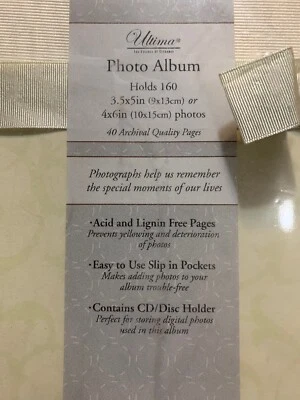 Ultima®
Photo Album
Holds 160
3.5x5in (9x13cm) or
4x6in (10x15cm) photos
40 Archival Quality Pages
Photographs help us remember
the special moments of our lives
·Acid and Lignin Free Pages
Prevents yellowing and deterioration
of photos
·Easy to Use Slip in Pockets
Makes adding photos to your
album trouble-free
·Contains CD/Disc Holder
Perfect for storing digital photos
used in this album